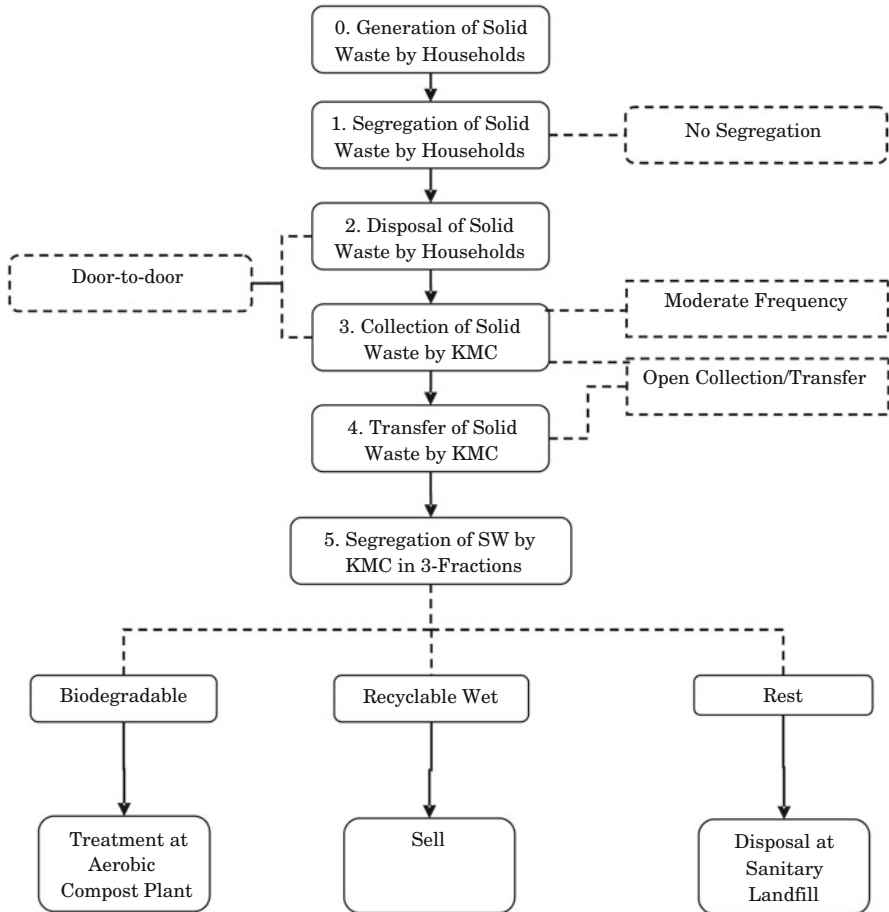 0. Generation of Solid
Waste by Households
1. Segregation of Solid
Waste by Households
No Segregation
2. Disposal of Solid
Waste by Households
Door-to-door
Moderate Frequency
3. Collection of Solid
Waste by KMC
Open Collection/Transfer
4. Transfer of Solid
Waste by KMC
5. Segregation of SW by
KMC in 3-Fractions
Biodegradable
Recyclable Wet
Rest
Treatment at
Aerobic
Compost Plant
Sell
Disposal at
Sanitary
Landfill